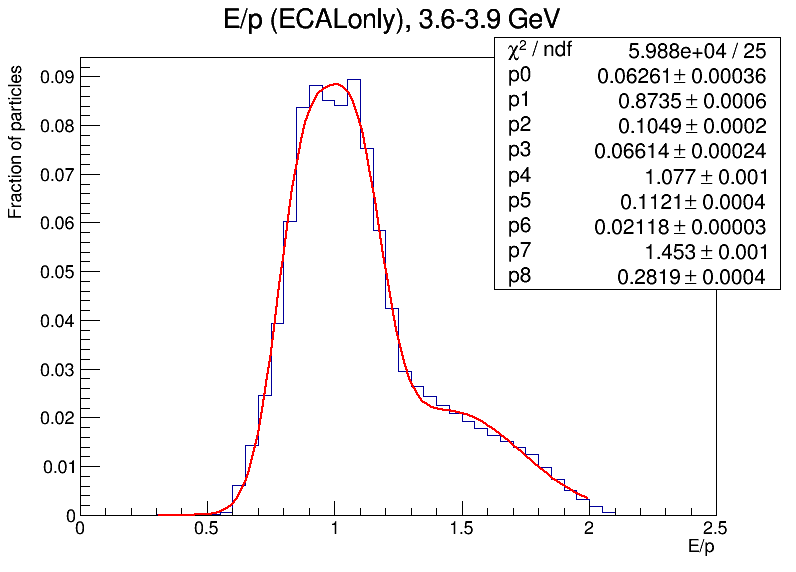 E/p (ECALonly), 3.6-3.9 GeV
χ² / ndf 5.988e+04 / 25
p0 0.06261 ± 0.00036
p1 0.8735 ± 0.0006
p2 0.1049 ± 0.0002
p3 0.06614 ± 0.00024
p4 1.077 ± 0.001
p5 0.1121 ± 0.0004
p6 0.02118 ± 0.00003
p7 1.453 ± 0.001
p8 0.2819 ± 0.0004
Fraction of particles
0.09
0.08
0.07
0.06
0.05
0.04
0.03
0.02
0.01
0
0 0.5 1 1.5 2 2.5
E/p